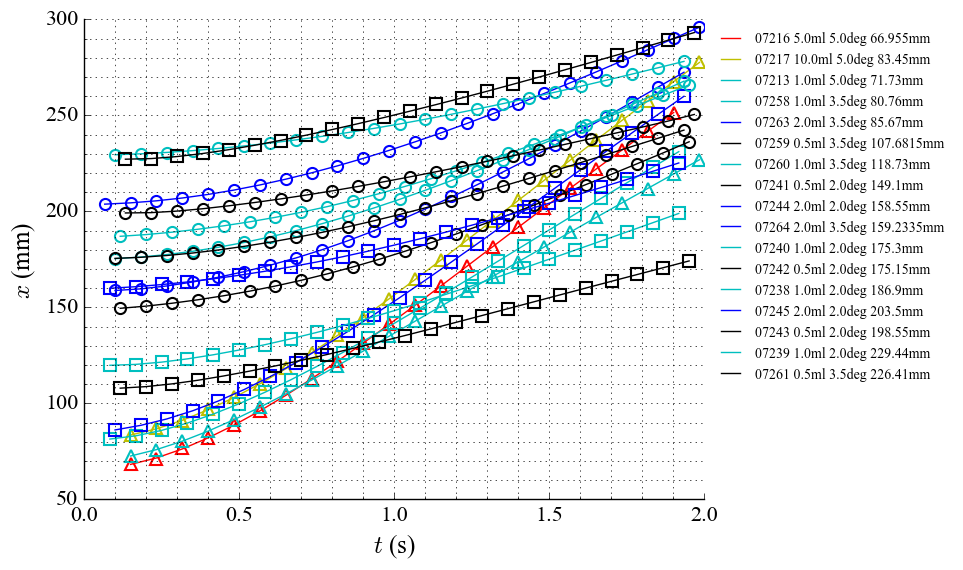 300
250
200
150
100
50
x (mm)
0.0 0.5 1.0 1.5 2.0
t (s)
07216 5.0ml 5.0deg 66.955mm
07217 10.0ml 5.0deg 83.45mm
07213 1.0ml 5.0deg 71.73mm
07258 1.0ml 3.5deg 80.76mm
07263 2.0ml 3.5deg 85.67mm
07259 0.5ml 3.5deg 107.6815mm
07260 1.0ml 3.5deg 118.73mm
07241 0.5ml 2.0deg 149.1mm
07244 2.0ml 2.0deg 158.55mm
07264 2.0ml 3.5deg 159.2335mm
07240 1.0ml 2.0deg 175.3mm
07242 0.5ml 2.0deg 175.15mm
07238 1.0ml 2.0deg 186.9mm
07245 2.0ml 2.0deg 203.5mm
07243 0.5ml 2.0deg 198.55mm
07239 1.0ml 2.0deg 229.44mm
07261 0.5ml 3.5deg 226.41mm